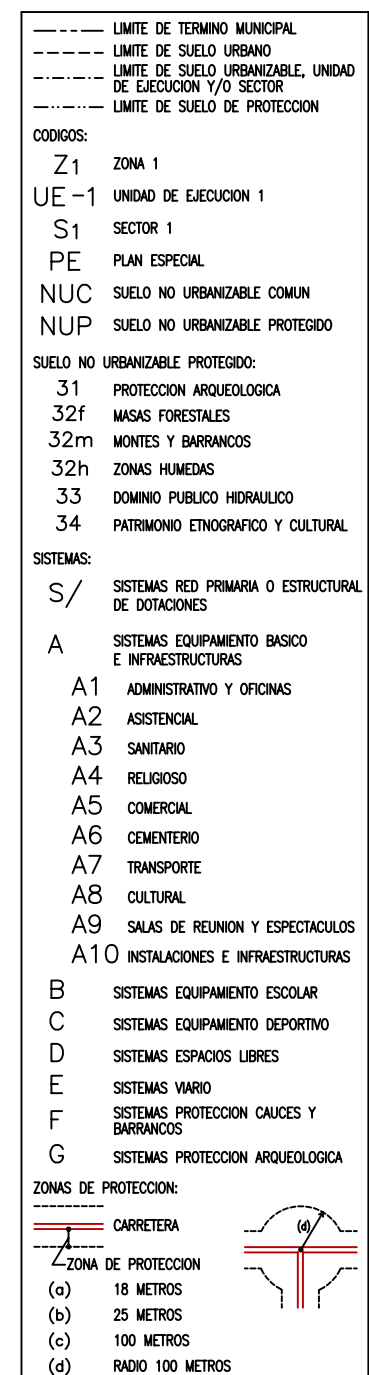 LIMITE DE TERMINO MUNICIPAL
LIMITE DE SUELO URBANO
LIMITE DE SUELO URBANIZABLE, UNIDAD
DE EJECUCION Y/O SECTOR
LIMITE DE SUELO DE PROTECCION
CODIGOS:
Z1 ZONA 1
UE-1 UNIDAD DE EJECUCION 1
S1 SECTOR 1
PE PLAN ESPECIAL
NUC SUELO NO URBANIZABLE COMUN
NUP SUELO NO URBANIZABLE PROTEGIDO
SUELO NO URBANIZABLE PROTEGIDO:
31 PROTECCION ARQUEOLOGICA
32f MASAS FORESTALES
32m MONTES Y BARRANCOS
32h ZONAS HUMEDAS
33 DOMINIO PUBLICO HIDRAULICO
34 PATRIMONIO ETNOGRAFICO Y CULTURAL
SISTEMAS:
S/ SISTEMAS RED PRIMARIA O ESTRUCTURAL
DE DOTACIONES
A SISTEMAS EQUIPAMIENTO BASICO
E INFRAESTRUCTURAS
A1 ADMINISTRATIVO Y OFICINAS
A2 ASISTENCIAL
A3 SANITARIO
A4 RELIGIOSO
A5 COMERCIAL
A6 CEMENTERIO
A7 TRANSPORTE
A8 CULTURAL
A9 SALAS DE REUNION Y ESPECTACULOS
A10 INSTALACIONES E INFRAESTRUCTURAS
B SISTEMAS EQUIPAMIENTO ESCOLAR
C SISTEMAS EQUIPAMIENTO DEPORTIVO
D SISTEMAS ESPACIOS LIBRES
E SISTEMAS VIARIO
F SISTEMAS PROTECCION CAUCES Y
BARRANCOS
G SISTEMAS PROTECCION ARQUEOLOGICA
ZONAS DE PROTECCION:
CARRETERA
(d)
ZONA DE PROTECCION
(a) 18 METROS
(b) 25 METROS
(c) 100 METROS
(d) RADIO 100 METROS